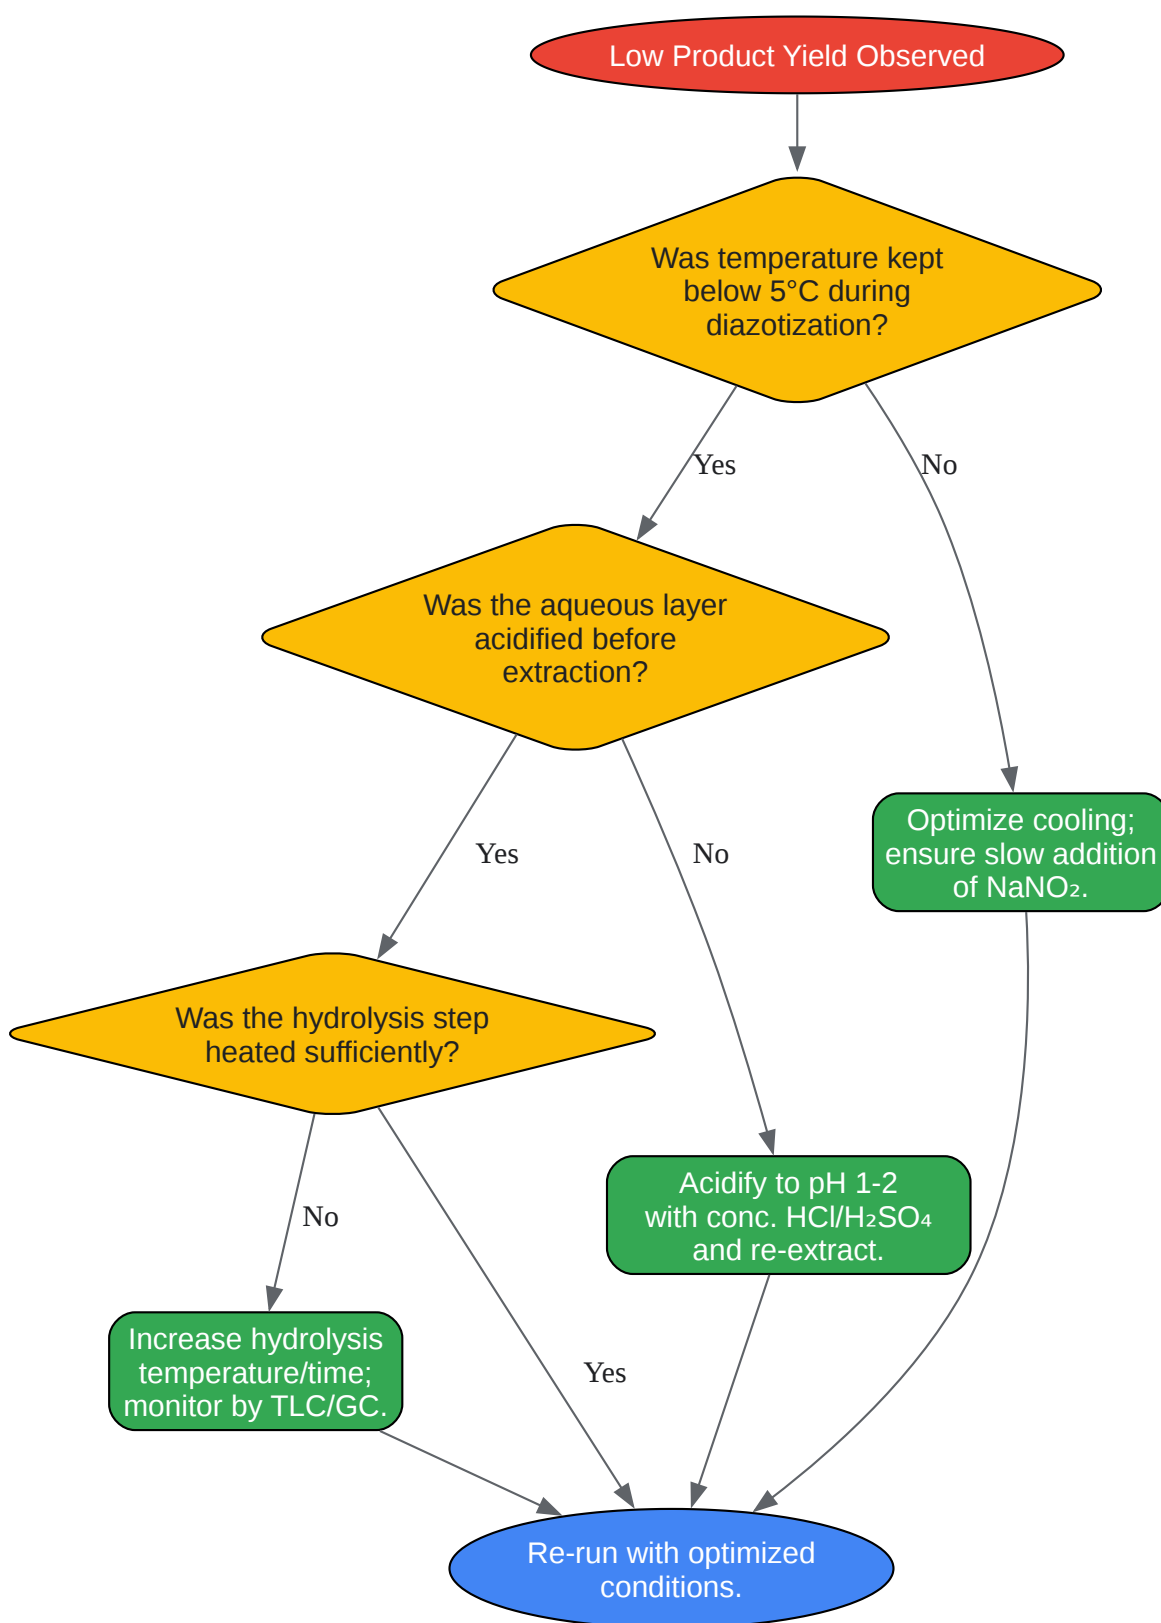 Low Product Yield Observed
Was temperature kept
below 5°C during
diazotization?
Yes
No
Was the aqueous layer
acidified before
extraction?
Yes
No
Optimize cooling;
ensure slow addition
of NaNO₂.
Was the hydrolysis step
heated sufficiently?
No
Yes
Acidify to pH 1-2
with conc. HCl/H₂SO₄
and re-extract.
Increase hydrolysis
temperature/time;
monitor by TLC/GC.
Re-run with optimized
conditions.